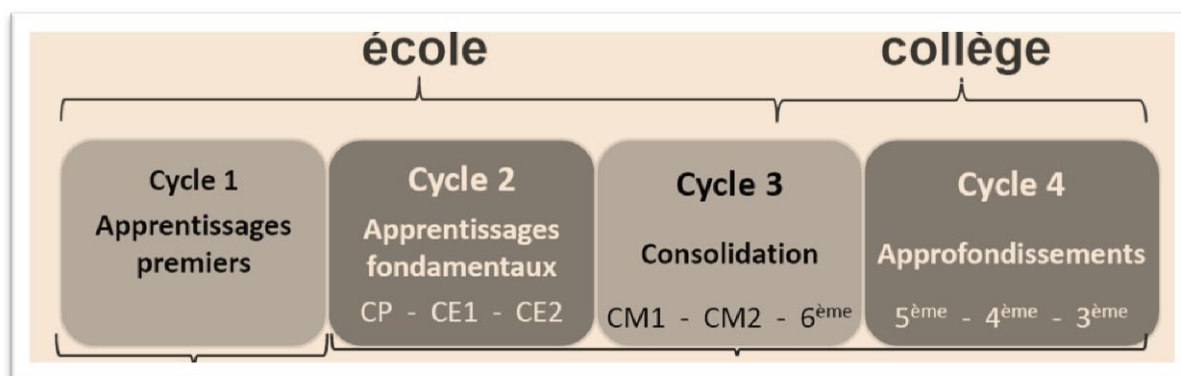 école
collège
Cycle 1
Apprentissages
premiers
Cycle 2
Apprentissages
fondamentaux
CP - CE1 - CE2
Cycle 3
Consolidation
CM1 - CM2 - 6ème
Cycle 4
Approfondissements
5ème - 4ème - 3ème